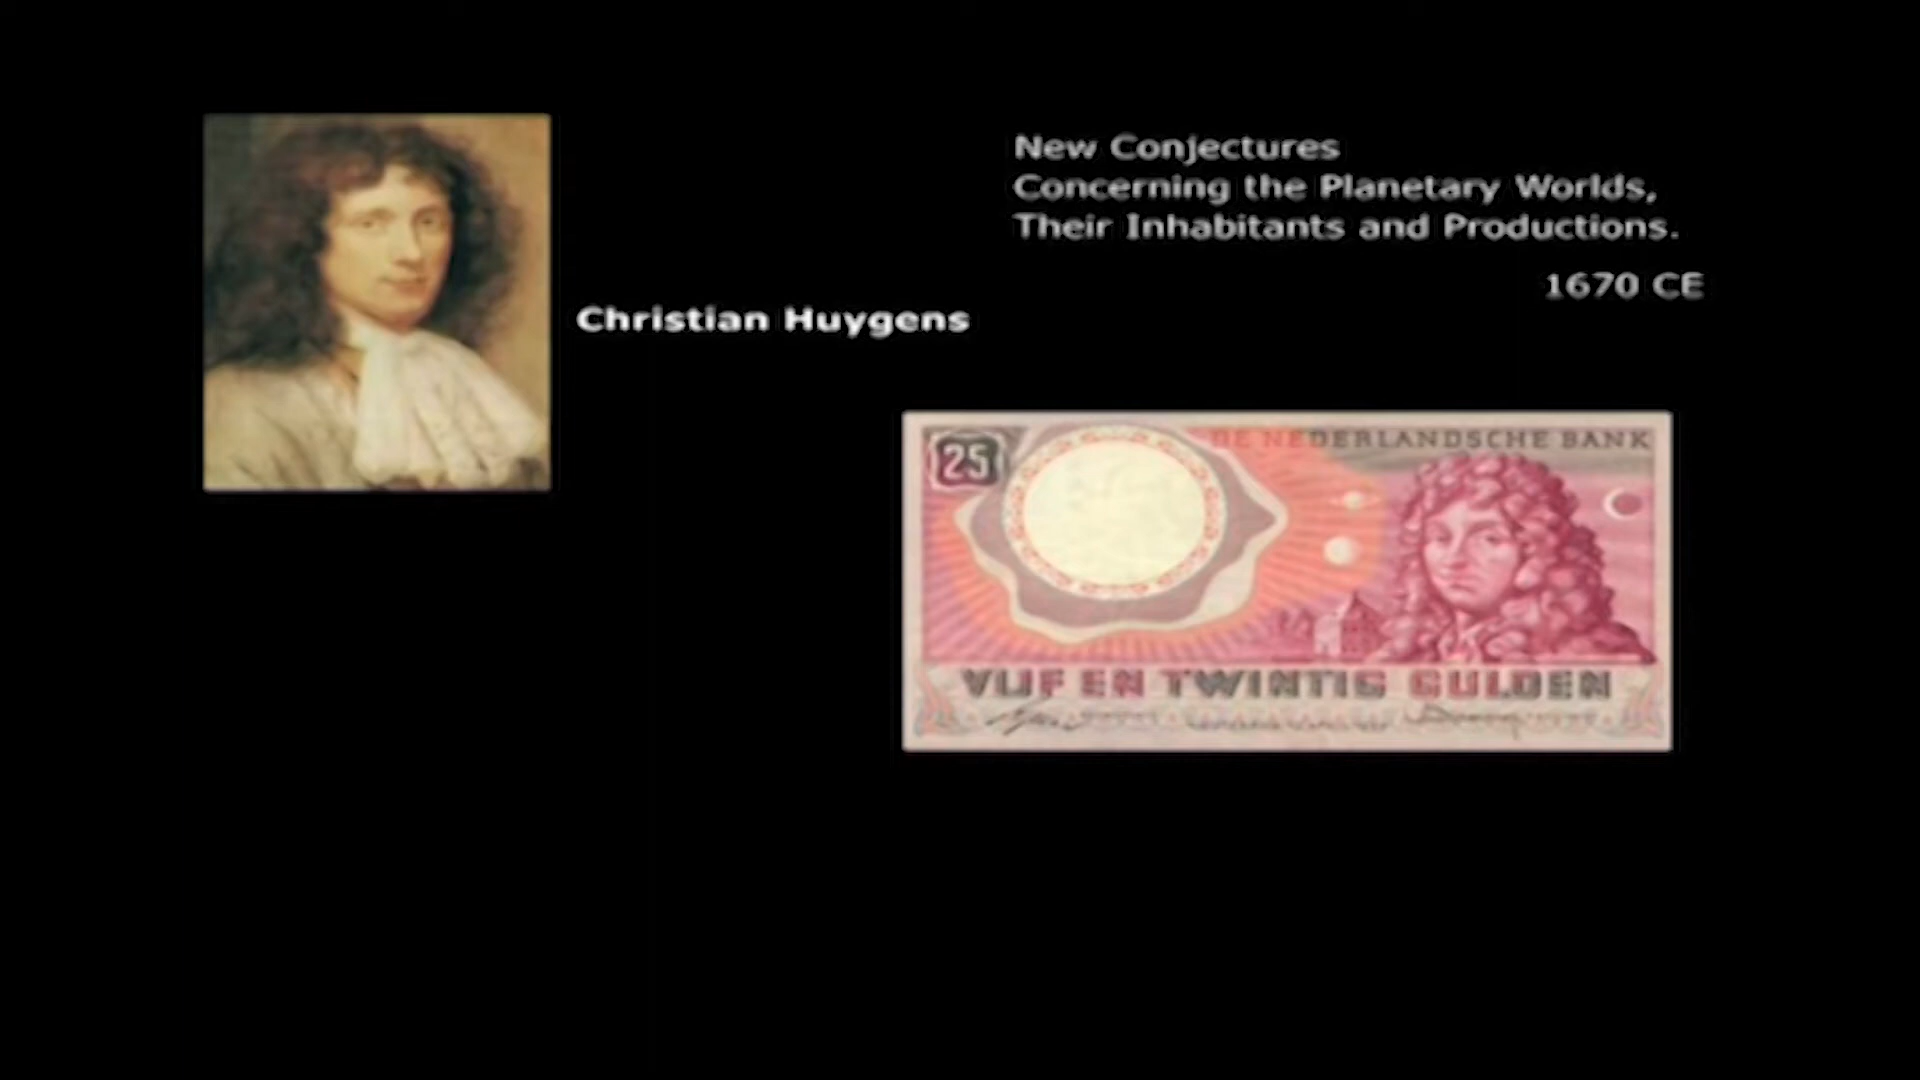 New Conjectures
Concerning the Planetary Worlds,
Their Inhabitants and Productions.
1670 CE
Christian Huygens
25
DE NEDERLANDSCHE BANK
VIJF EN TWINTIG GULDEN